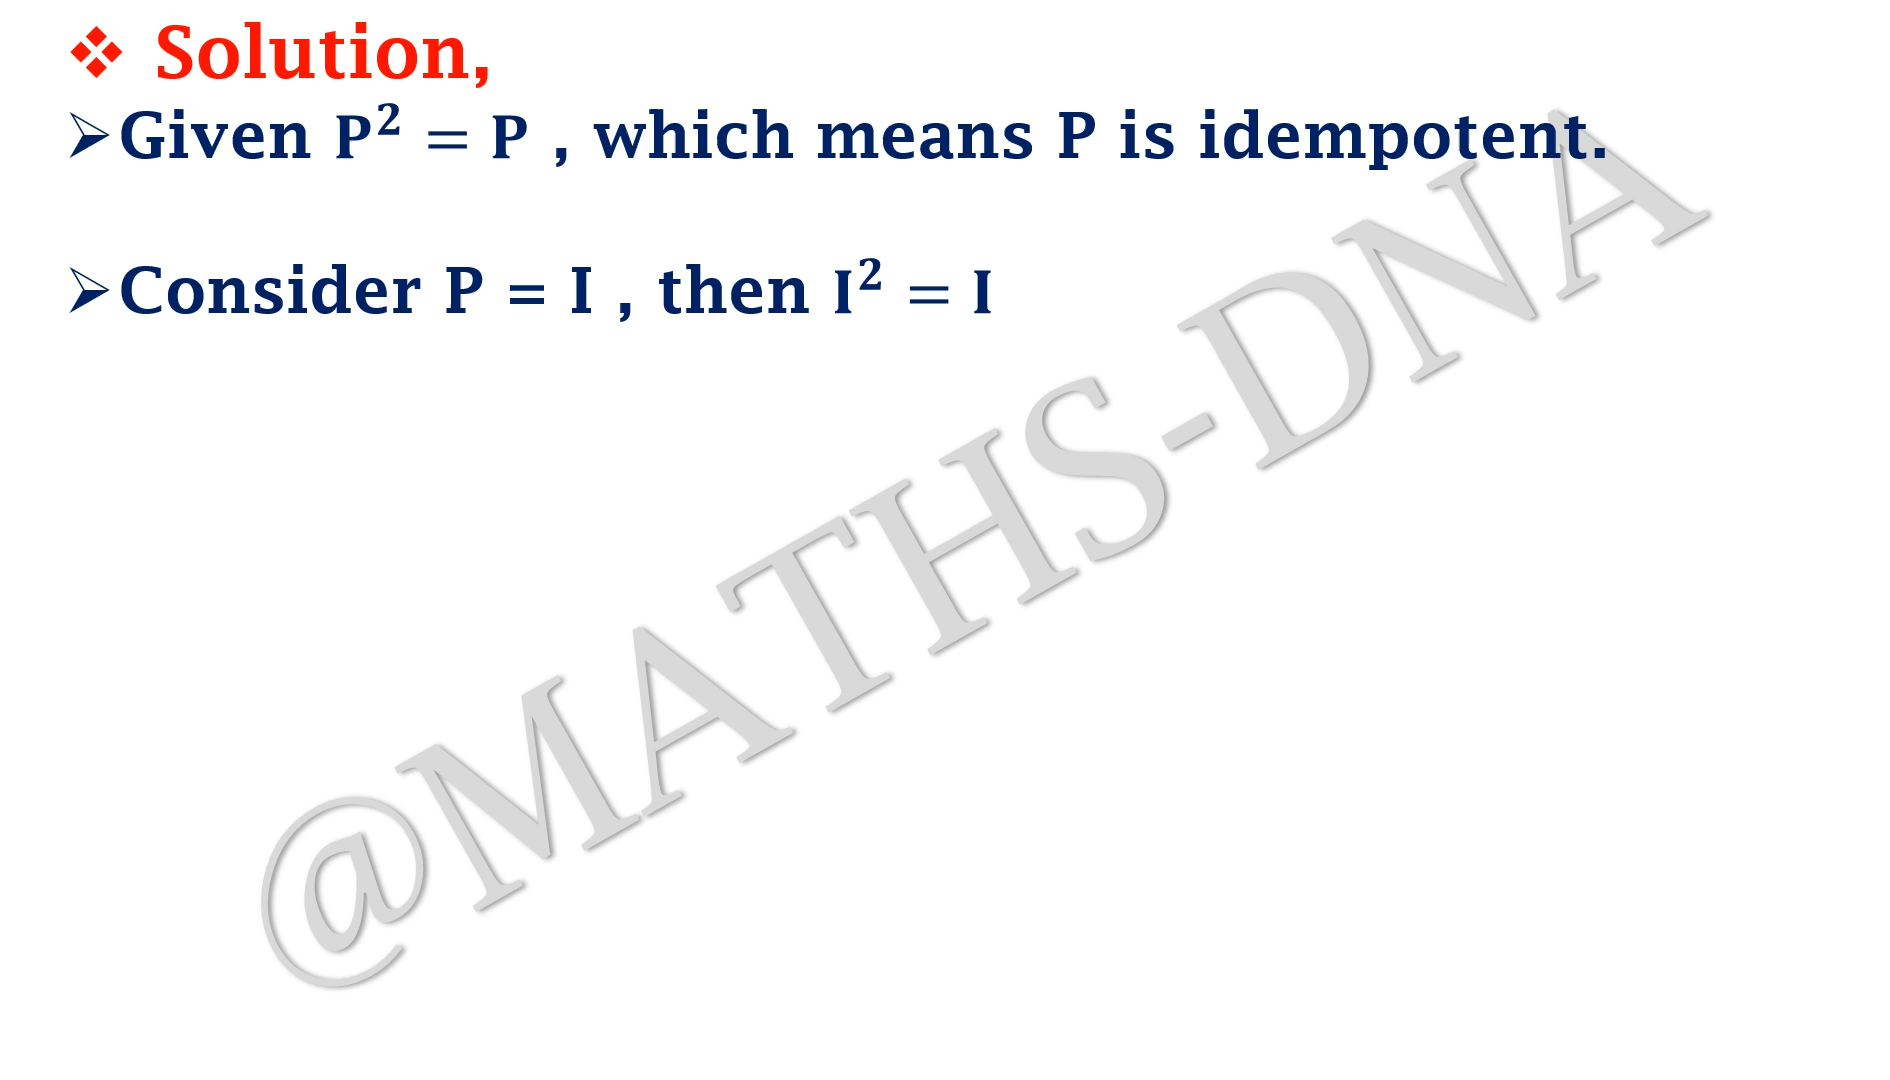 ❖ Solution,
➢Given P² = P , which means P is idempotent.
➢Consider P = I , then I² = I
@MATHS-DNA